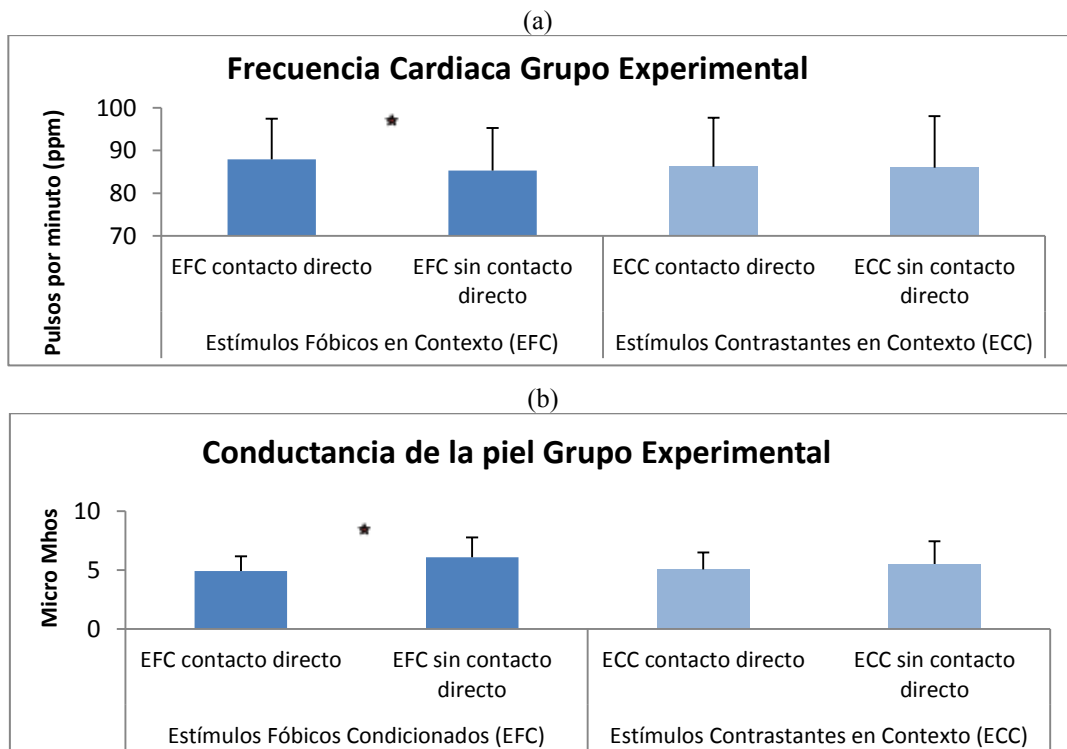 (a)
Frecuencia Cardiaca Grupo Experimental
Pulsos por minuto (ppm)
100
90
80
70
EFC contacto directo
EFC sin contacto
directo
ECC contacto directo
ECC sin contacto
directo
Estímulos Fóbicos en Contexto (EFC)
Estímulos Contrastantes en Contexto (ECC)
(b)
Conductancia de la piel Grupo Experimental
Micro Mhos
10
5
0
EFC contacto directo
EFC sin contacto
directo
ECC contacto directo
ECC sin contacto
directo
Estímulos Fóbicos Condicionados (EFC)
Estímulos Contrastantes en Contexto (ECC)